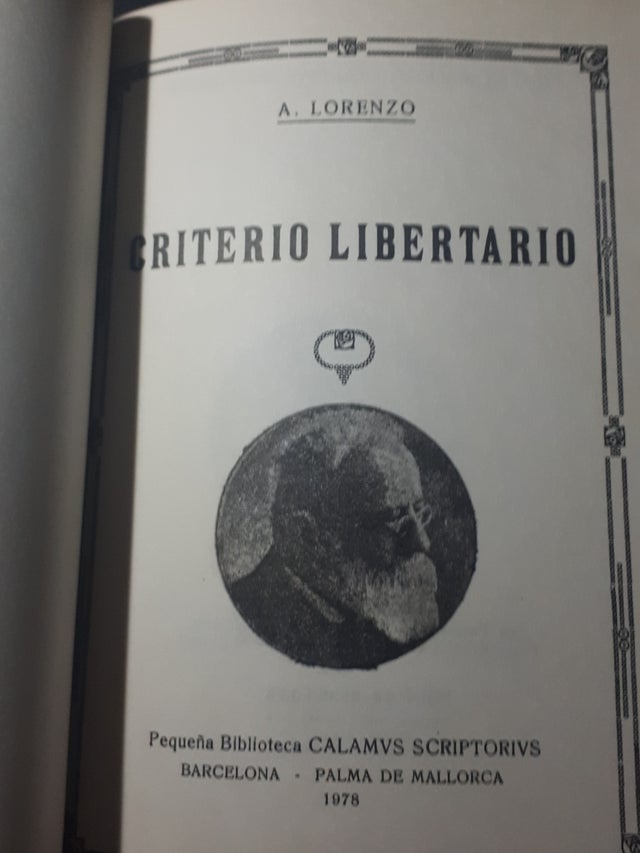 A. LORENZO
CRITERIO LIBERTARIO
Pequeña Biblioteca CALAMVS SCRIPTORIVS
BARCELONA - PALMA DE MALLORCA
1978